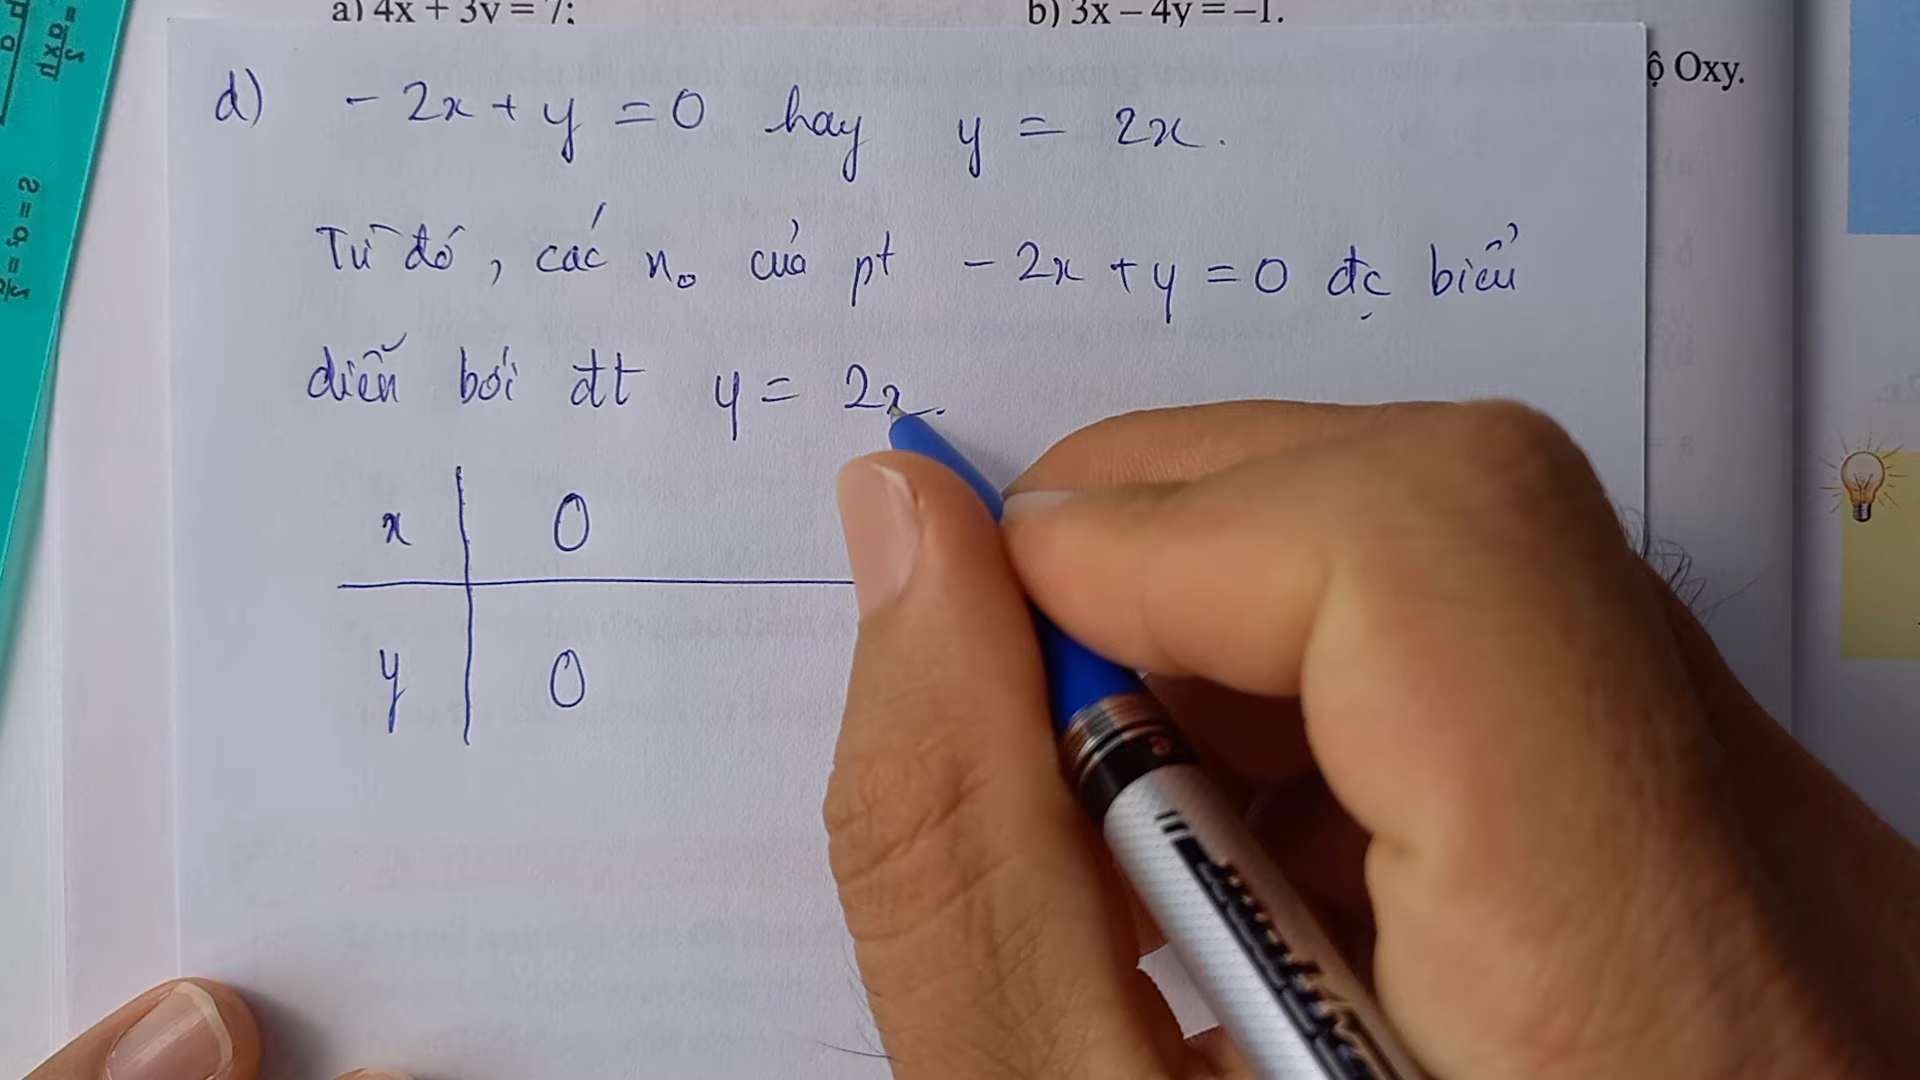 a) 4x + 3y = 7;
b) 3x – 4y = –1.
ộ Oxy.
d) - 2x + y = 0 hay y = 2x.
Từ đó, các no của pt - 2x + y = 0 đc biểu
diễn bởi đt y = 2x.
x 0
y 0